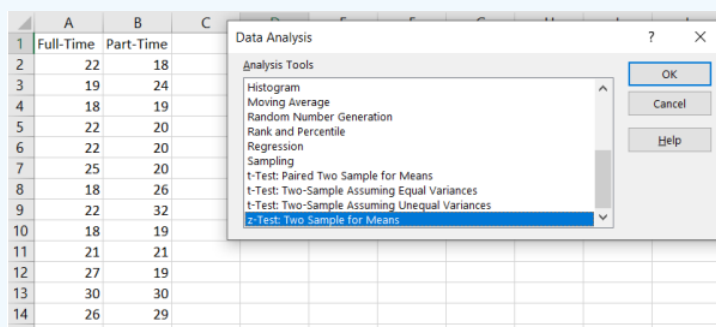 A B C
1 Full-Time Part-Time
2 22 18
3 19 24
4 18 19
5 22 20
6 22 20
7 25 20
8 18 26
9 22 32
10 18 19
11 21 21
12 27 19
13 30 30
14 26 29
Data Analysis ? ×
Analysis Tools
Histogram
Moving Average
Random Number Generation
Rank and Percentile
Regression
Sampling
t-Test: Paired Two Sample for Means
t-Test: Two-Sample Assuming Equal Variances
t-Test: Two-Sample Assuming Unequal Variances
z-Test: Two Sample for Means
OK
Cancel
Help